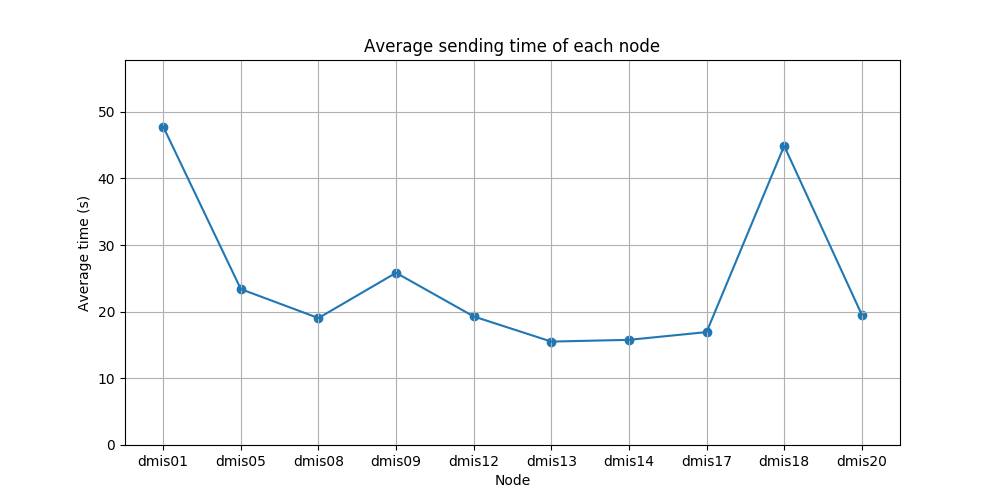 Average sending time of each node
Average time (s)
50
40
30
20
10
0
dmis01 dmis05 dmis08 dmis09 dmis12 dmis13 dmis14 dmis17 dmis18 dmis20
Node